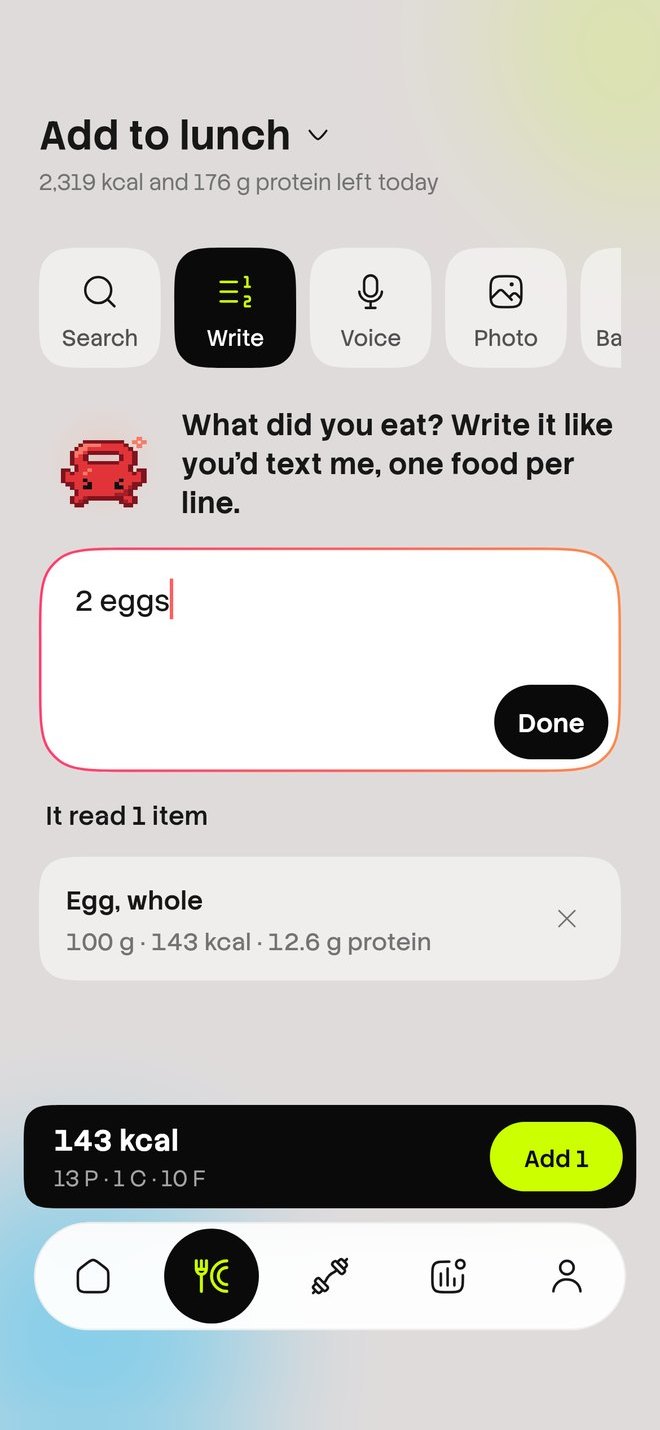 Add to lunch
2,319 kcal and 176 g protein left today
Search
Write
Voice
Photo
Ba
What did you eat? Write it like
you’d text me, one food per
line.
2 eggs
Done
It read 1 item
Egg, whole
100 g · 143 kcal · 12.6 g protein
143 kcal
13 P · 1 C · 10 F
Add 1